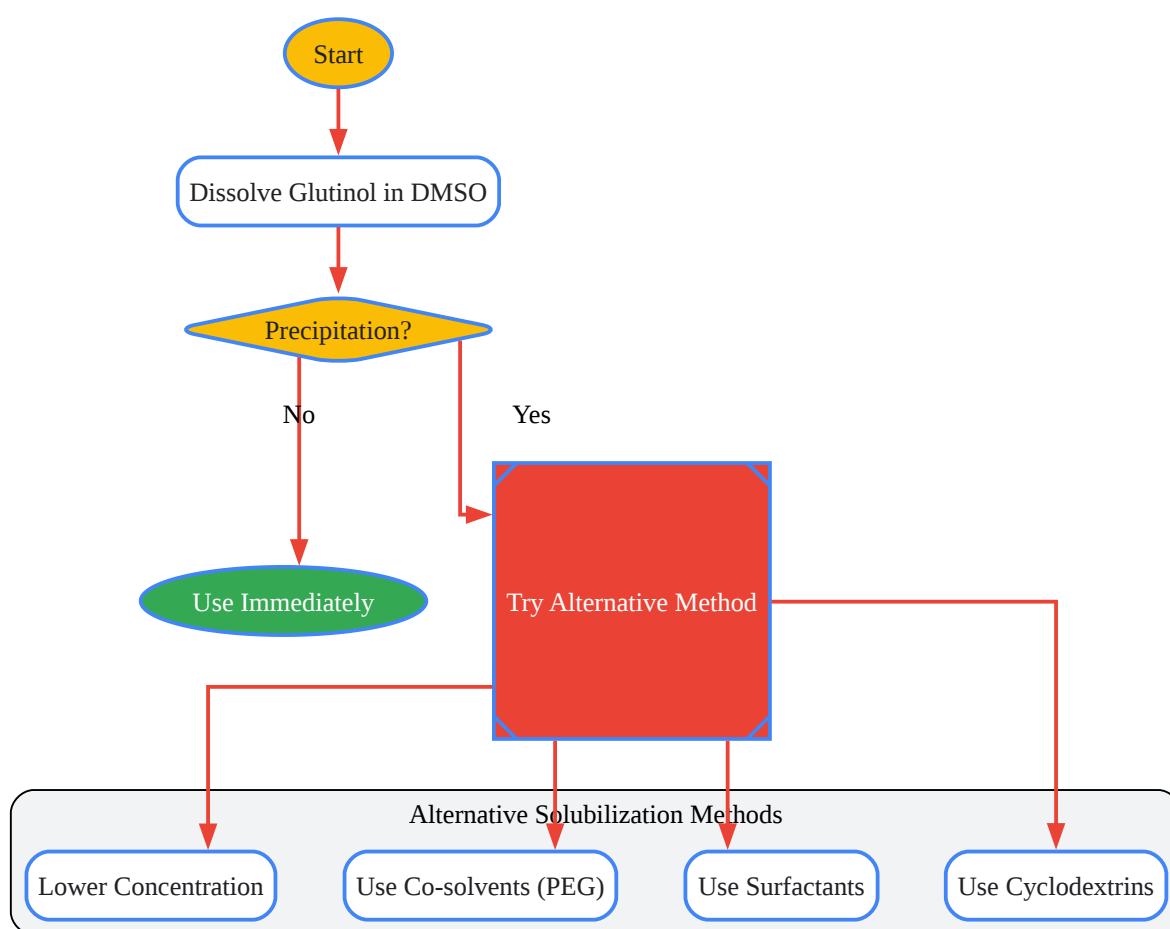 Start
Dissolve Glutinol in DMSO
Precipitation?
No
Yes
Use Immediately
Try Alternative Method
Alternative Solubilization Methods
Lower Concentration
Use Co-solvents (PEG)
Use Surfactants
Use Cyclodextrins